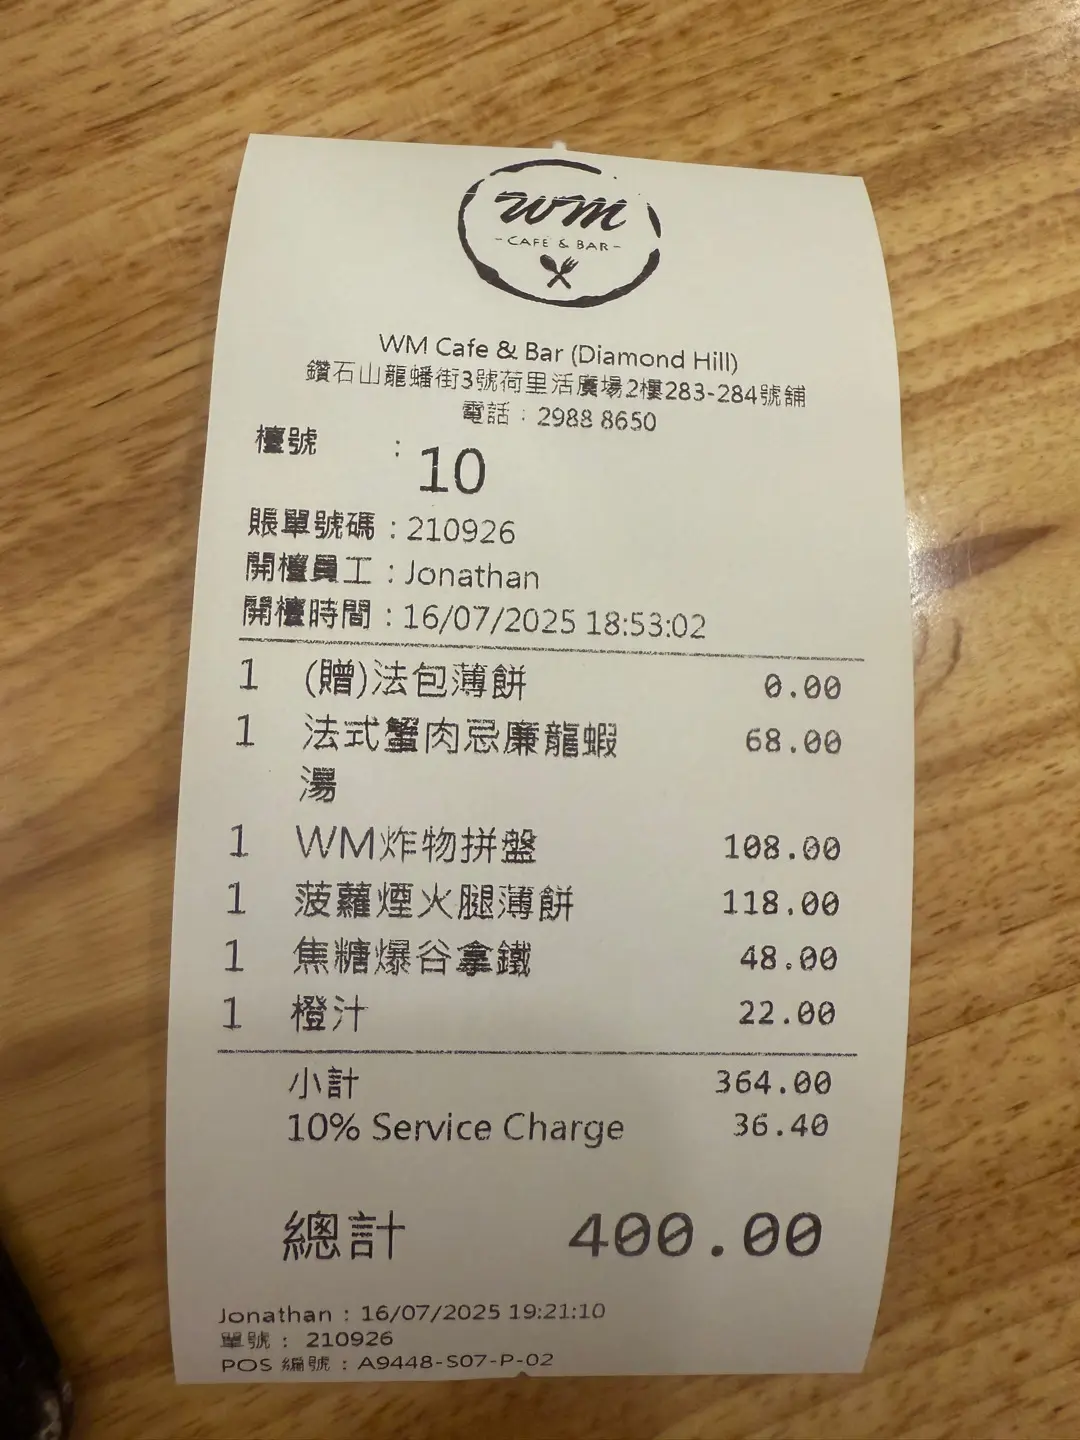 wm
-CAFE & BAR-
WM Cafe & Bar (Diamond Hill)
鑽石山龍蟠街3號荷里活廣場2樓283-284號舖
電話：2988 8650
檯號 : 10
賬單號碼 : 210926
開檯員工 : Jonathan
開檯時間 : 16/07/2025 18:53:02
1 (贈)法包薄餅 0.00
1 法式蟹肉忌廉龍蝦 68.00
湯
1 WM炸物拼盤 108.00
1 菠蘿煙火腿薄餅 118.00
1 焦糖爆谷拿鐵 48.00
1 橙汁 22.00
小計 364.00
10% Service Charge 36.40
總計 400.00
Jonathan : 16/07/2025 19:21:10
單號 : 210926
POS 編號 : A9448-S07-P-02